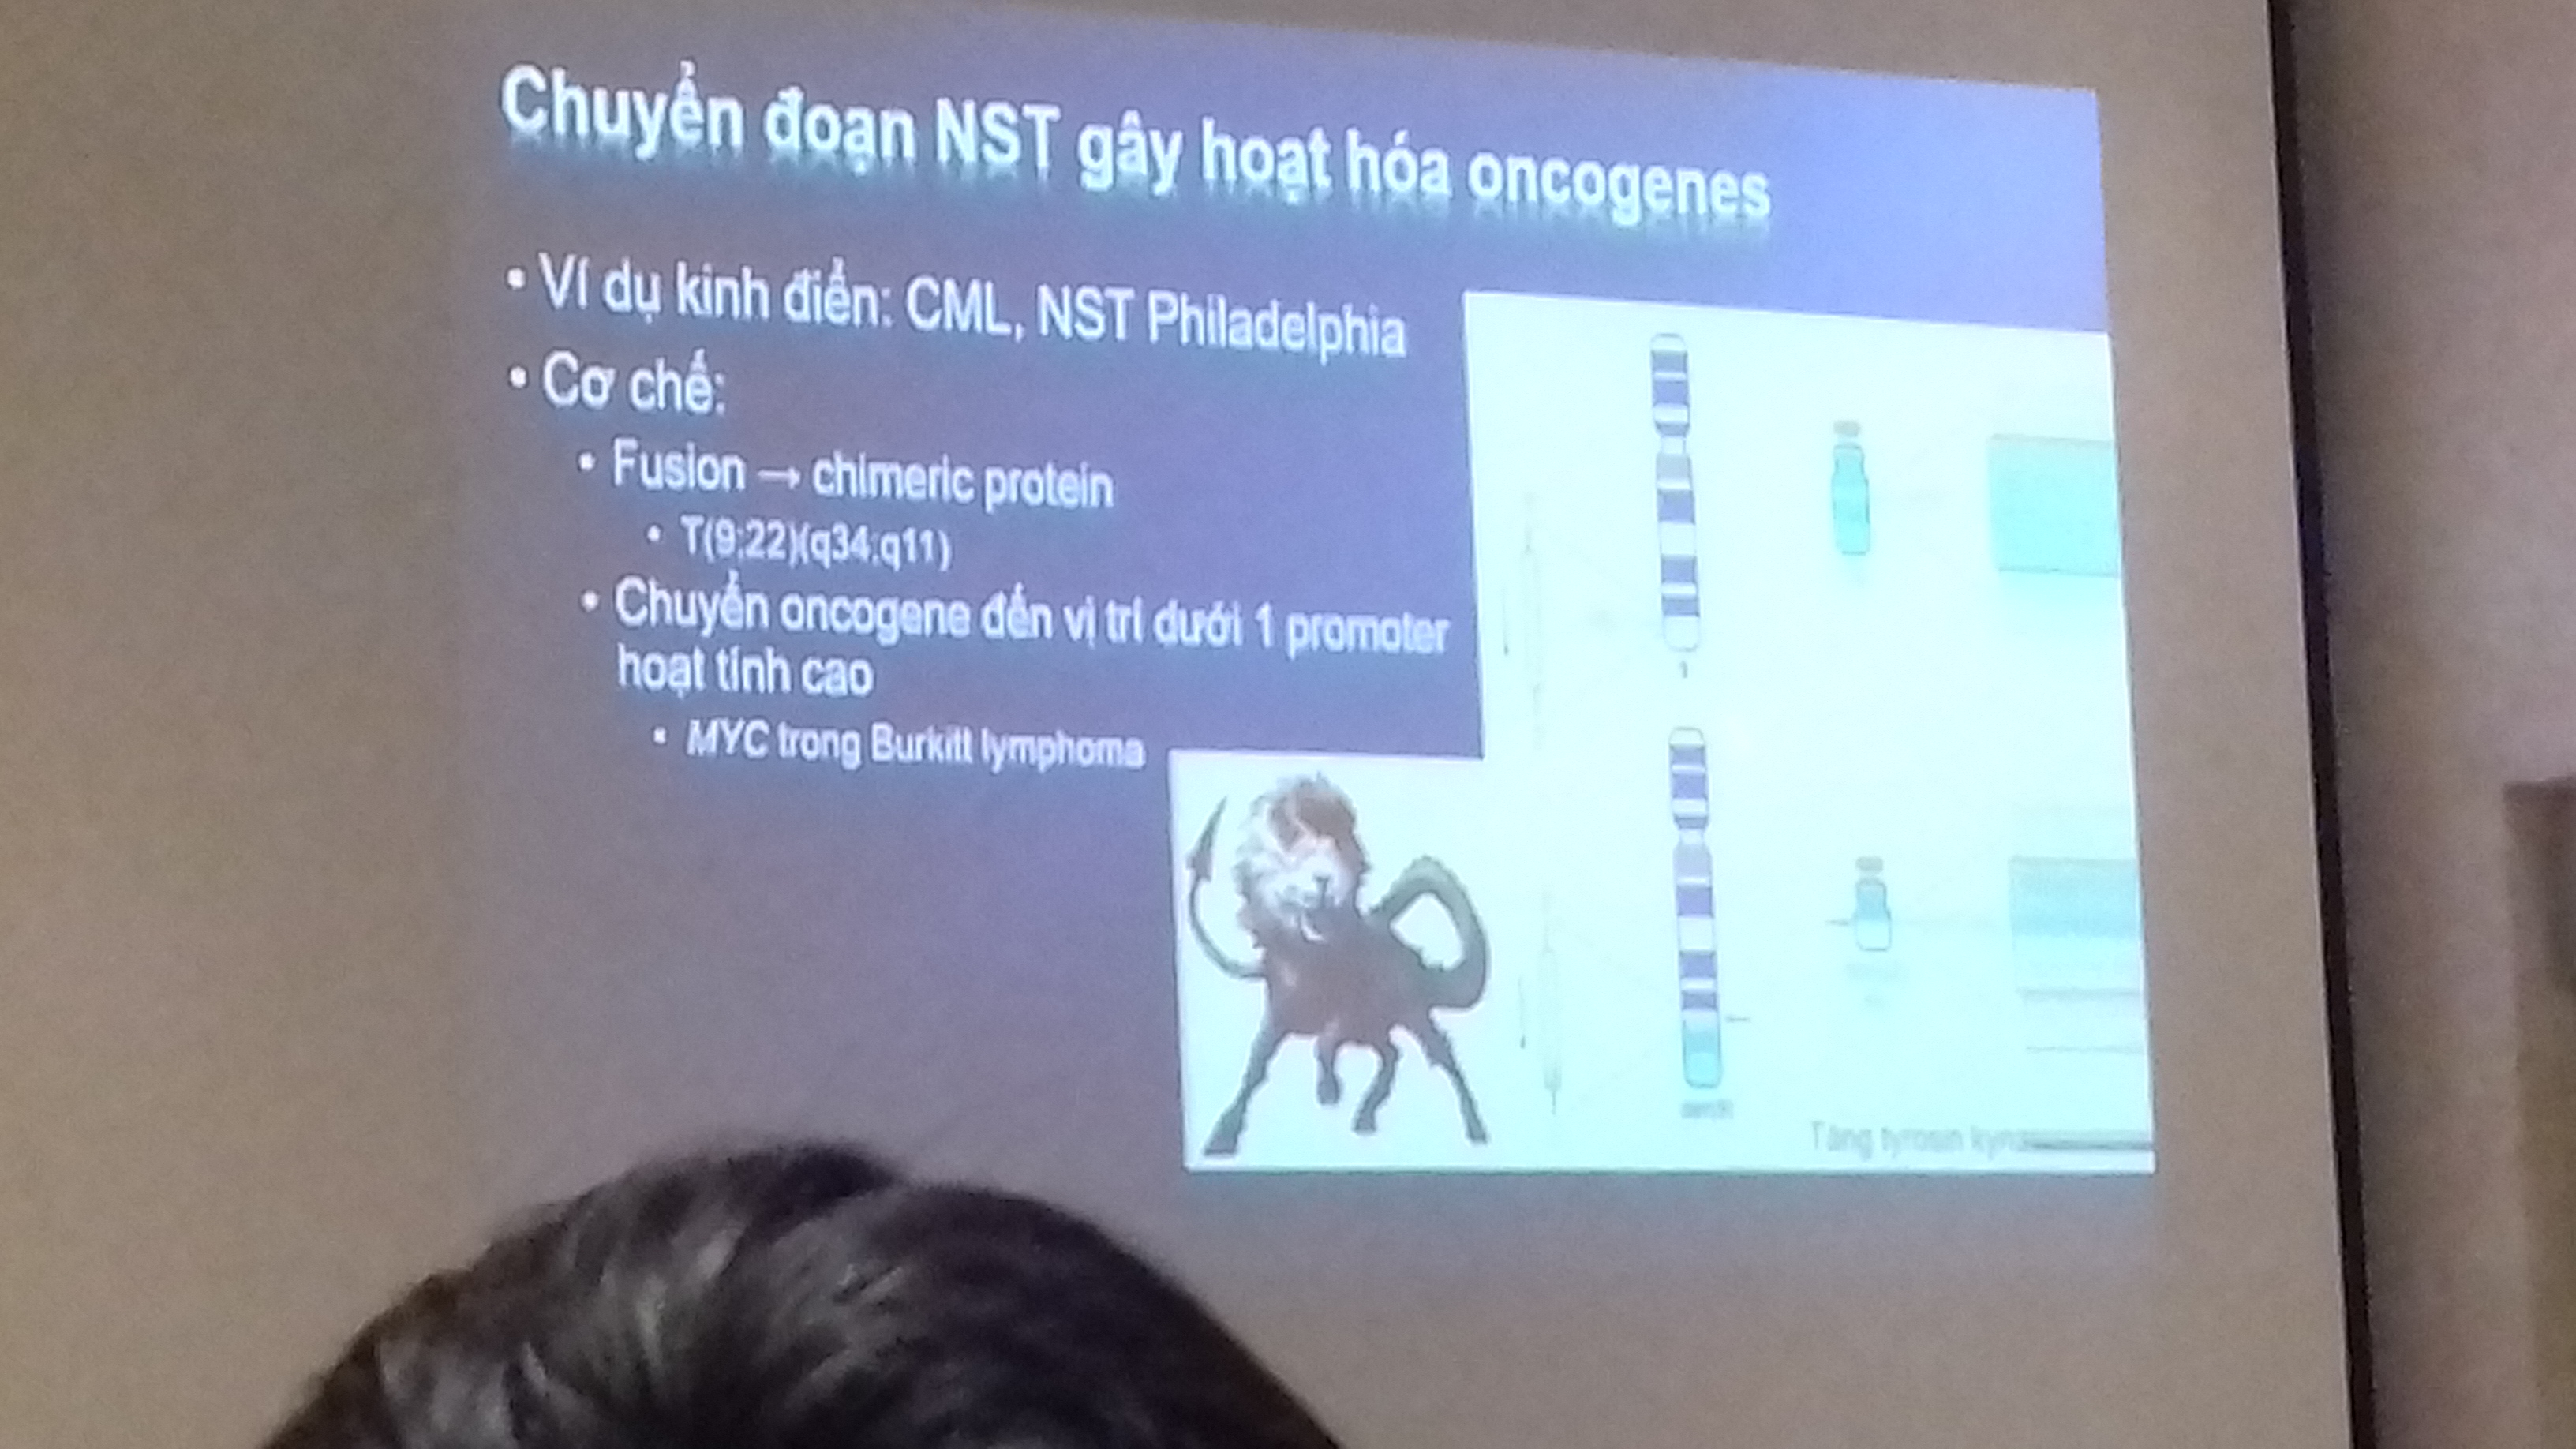 Chuyển đoạn NST gây hoạt hóa oncogenes
• Ví dụ kinh điển: CML, NST Philadelphia
• Cơ chế:
• Fusion → chimeric protein
• T(9;22)(q34;q11)
• Chuyển oncogene đến vị trí dưới 1 promoter
hoạt tính cao
• MYC trong Burkitt lymphoma
9
Tăng tyrosin